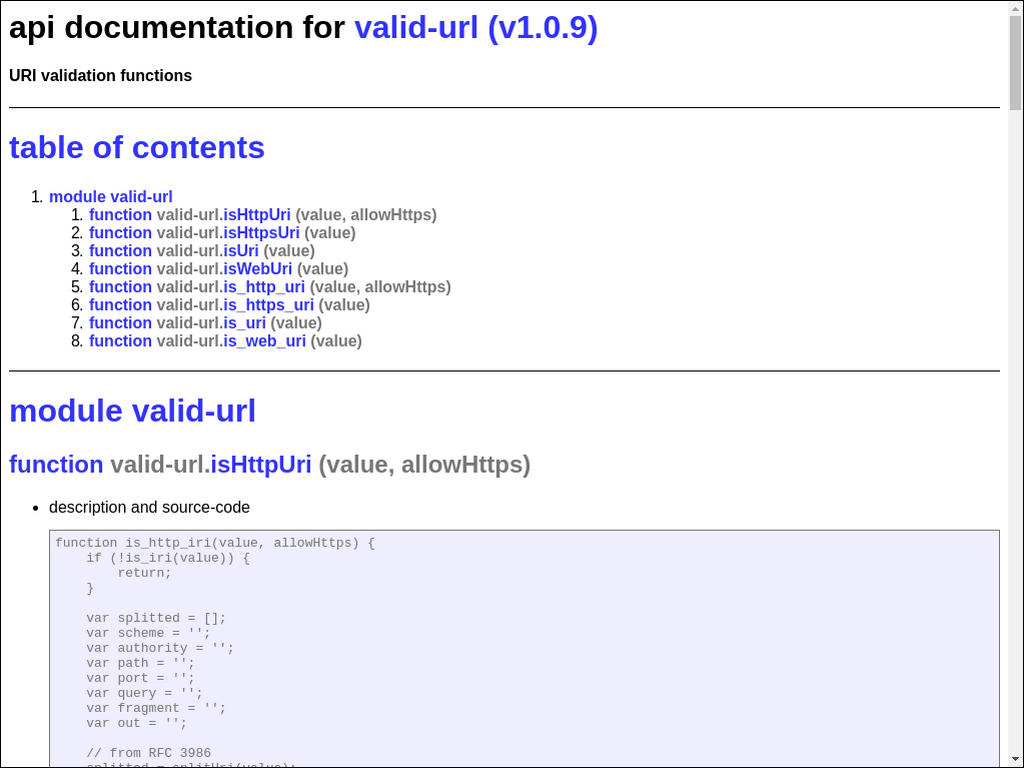 api documentation for valid-url (v1.0.9)
URI validation functions
table of contents
1. module valid-url
1. function valid-url.isHttpUri (value, allowHttps)
2. function valid-url.isHttpsUri (value)
3. function valid-url.isUri (value)
4. function valid-url.isWebUri (value)
5. function valid-url.is_http_uri (value, allowHttps)
6. function valid-url.is_https_uri (value)
7. function valid-url.is_uri (value)
8. function valid-url.is_web_uri (value)
module valid-url
function valid-url.isHttpUri (value, allowHttps)
• description and source-code
function is_http_iri(value, allowHttps) {
    if (!is_iri(value)) {
        return;
    }
    var splitted = [];
    var scheme = '';
    var authority = '';
    var path = '';
    var port = '';
    var query = '';
    var fragment = '';
    var out = '';
    // from RFC 3986
    splitted = splitUri(value);